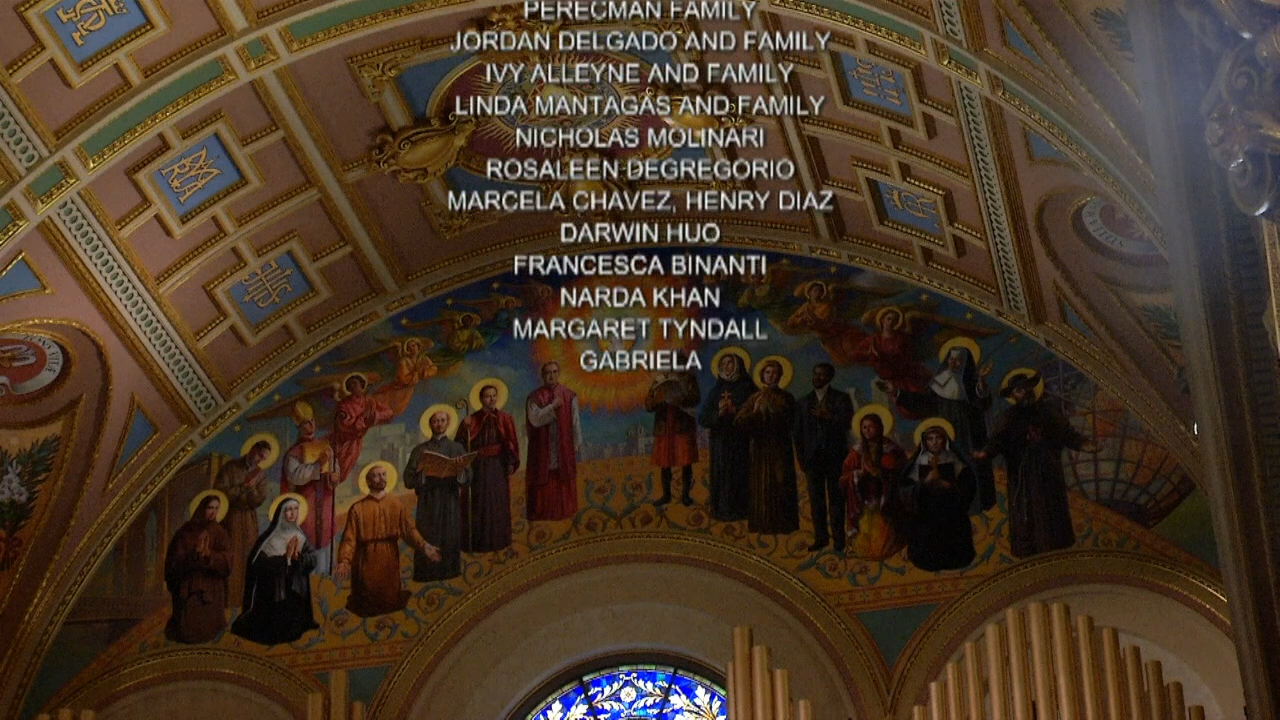 PERECMAN FAMILY
JORDAN DELGADO AND FAMILY
IVY ALLEYNE AND FAMILY
LINDA MANTAGAS AND FAMILY
NICHOLAS MOLINARI
ROSALEEN DEGREGORIO
MARCELA CHAVEZ, HENRY DIAZ
DARWIN HUO
FRANCESCA BINANTI
NARDA KHAN
MARGARET TYNDALL
GABRIELA